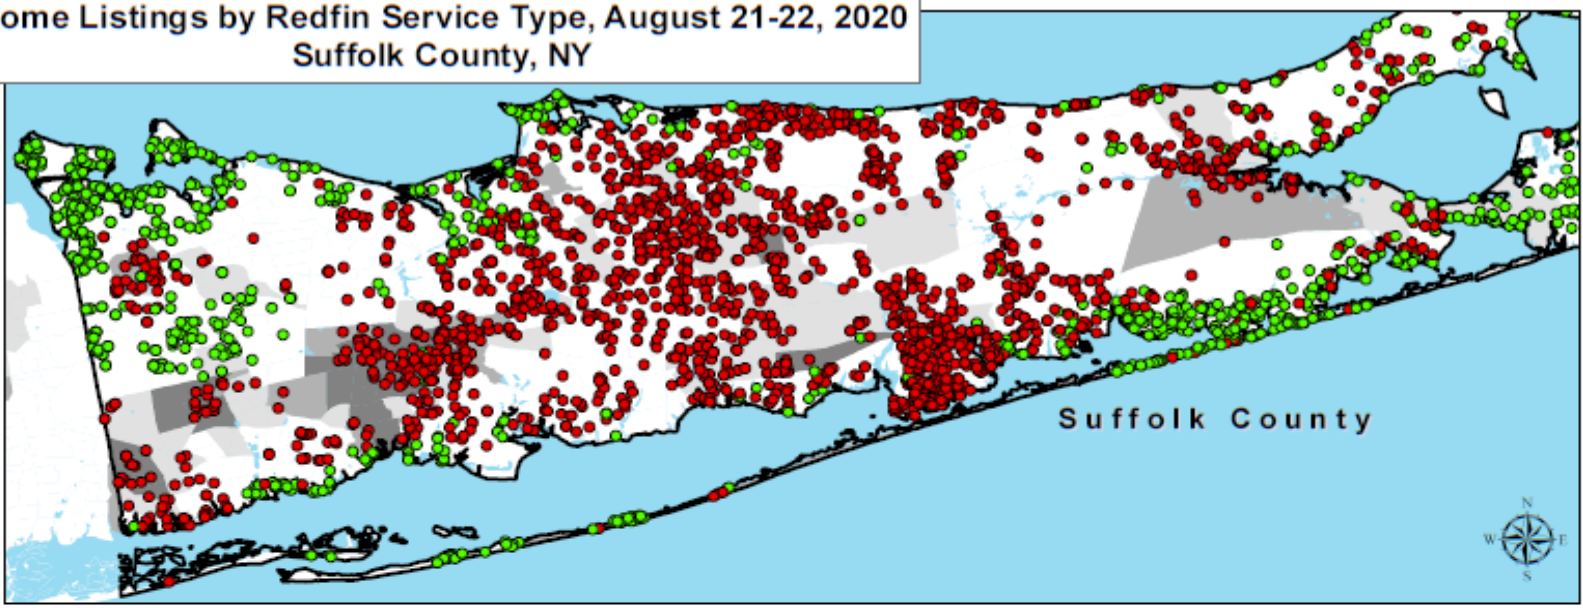 ome Listings by Redfin Service Type, August 21-22, 2020
Suffolk County, NY
Suffolk County
N
W E
S